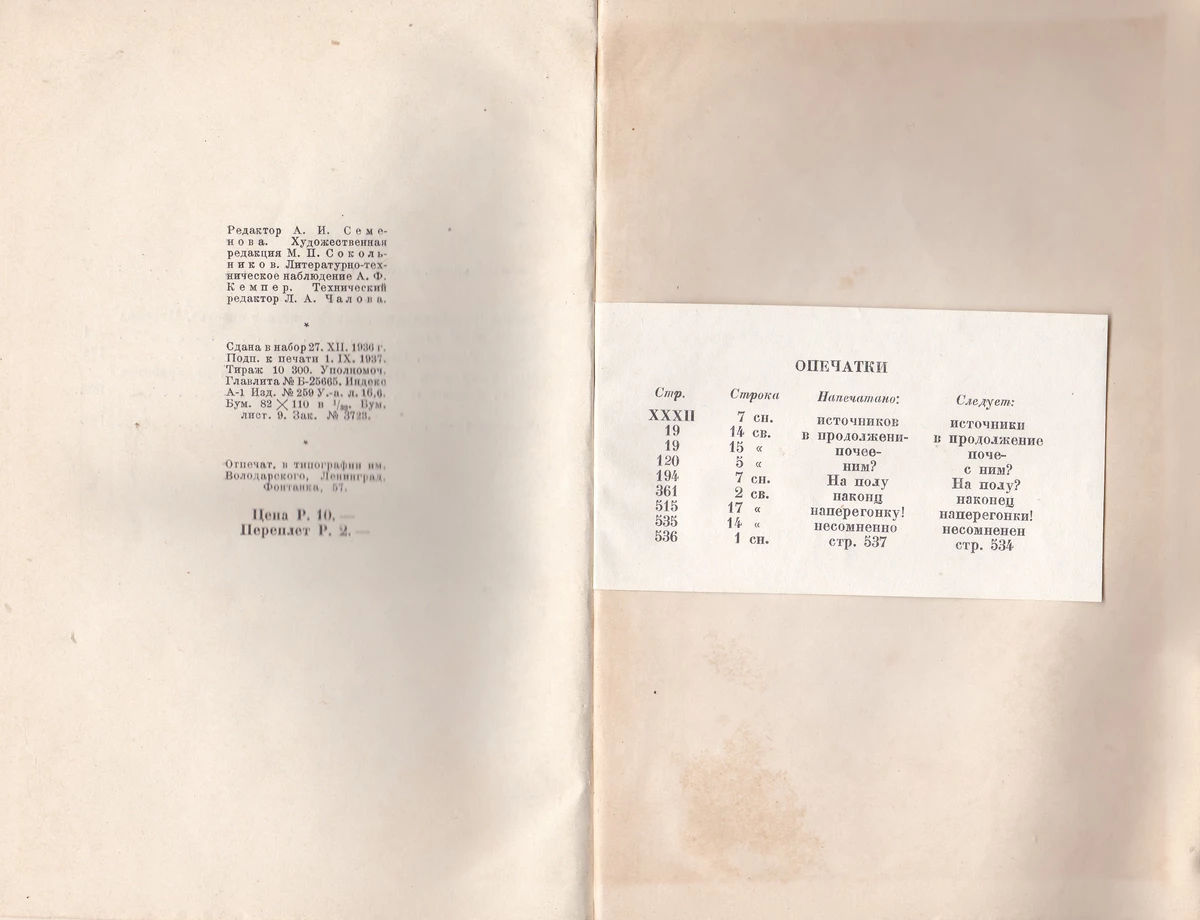 Редактор А. И. Семе-
нова. Художественная
редакция М. П. Соколь-
ников. Литературно-тех-
ническое наблюдение А. Ф.
Кемпер. Технический
редактор Л. А. Чалова.
*
Сдана в набор 27. XII. 1936 г.
Подп. к печати 1. IX. 1937.
Тираж 10 300. Уполномоч.
Главлита № Б-25665. Индекс
А-1 Изд. № 259 У.-а. л. 16,6.
Бум. 82 × 110 в Бум.
лист. 9. Зак. № 3723.
*
Отпечат. в типографии им.
Володарского, Ленинград.
Фонтанка, 57.
Цена Р. 10.—
Переплет Р. 2.—
ОПЕЧАТКИ
Стр. Строка Напечатано: Следует:
XXXII 7 сн. источников источники
19 14 св. в продолжени- в продолжение
19 15 « почее- поче-
120 5 « ним? с ним?
194 7 сн. На полу На полу?
361 2 св. наконц наконец
515 17 « наперегонку! наперегонки!
535 14 « несомненно несомненен
536 1 сн. стр. 537 стр. 534